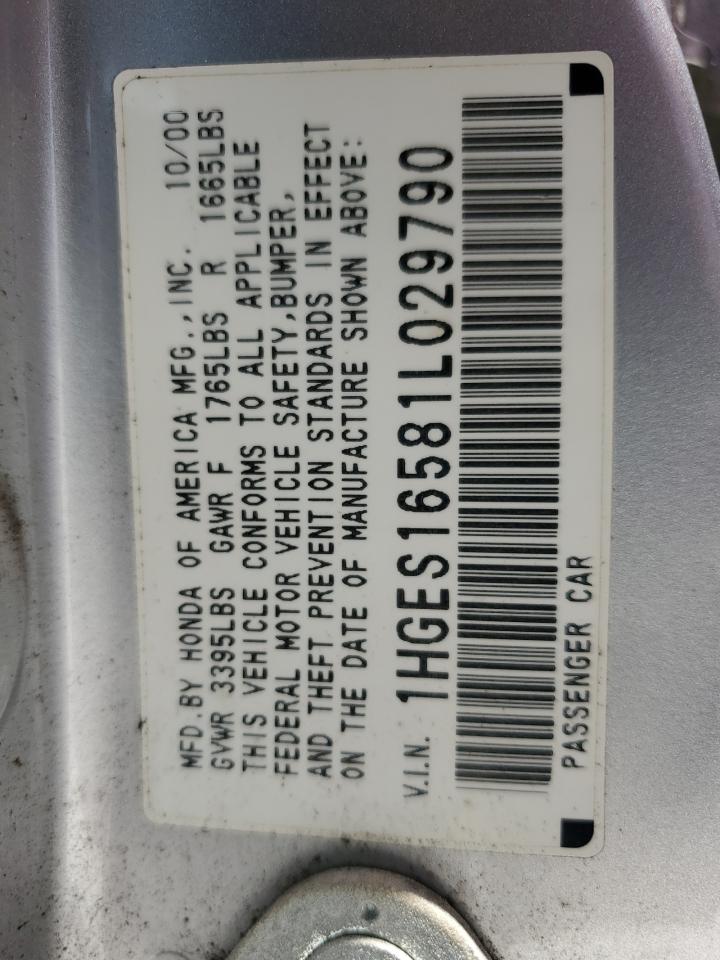 MFD.BY HONDA OF AMERICA MFG.,INC. 10/00
GVWR 3395LBS GAWR F 1765LBS R 1665LBS
THIS VEHICLE CONFORMS TO ALL APPLICABLE
FEDERAL MOTOR VEHICLE SAFETY,BUMPER,
AND THEFT PREVENTION STANDARDS IN EFFECT
ON THE DATE OF MANUFACTURE SHOWN ABOVE:
V.I.N. 1HGES16581L029790
PASSENGER CAR